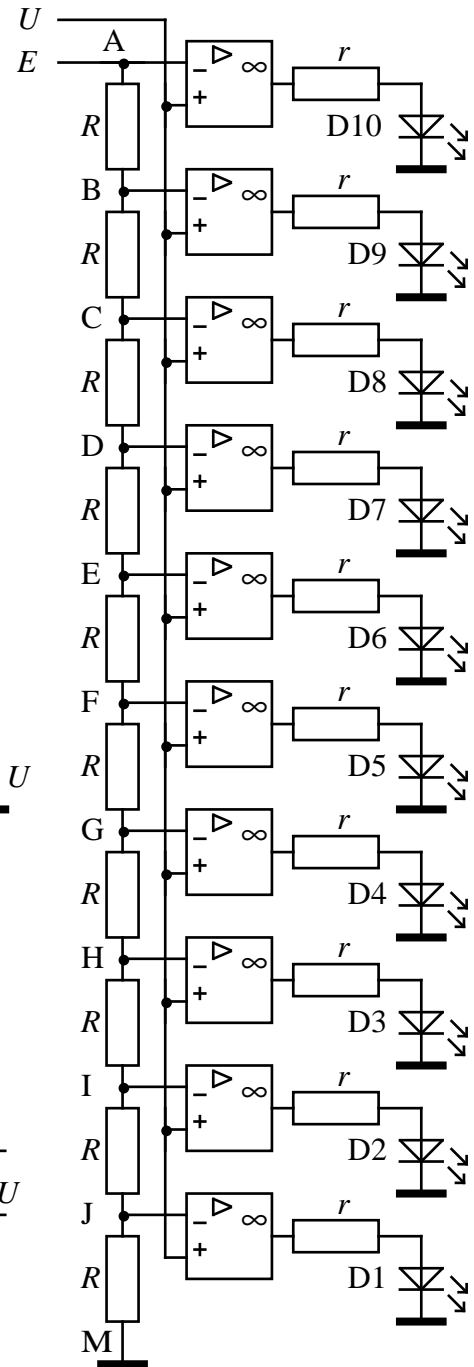 U
E A
− ▷ ∞ r
R + D10
B − ▷ ∞ r
R + D9
C − ▷ ∞ r
R + D8
D − ▷ ∞ r
R + D7
E − ▷ ∞ r
R + D6
F − ▷ ∞ r
U R + D5
G − ▷ ∞ r
R + D4
H − ▷ ∞ r
R + D3
I − ▷ ∞ r
R + D2
U J − ▷ ∞ r
R + D1
M